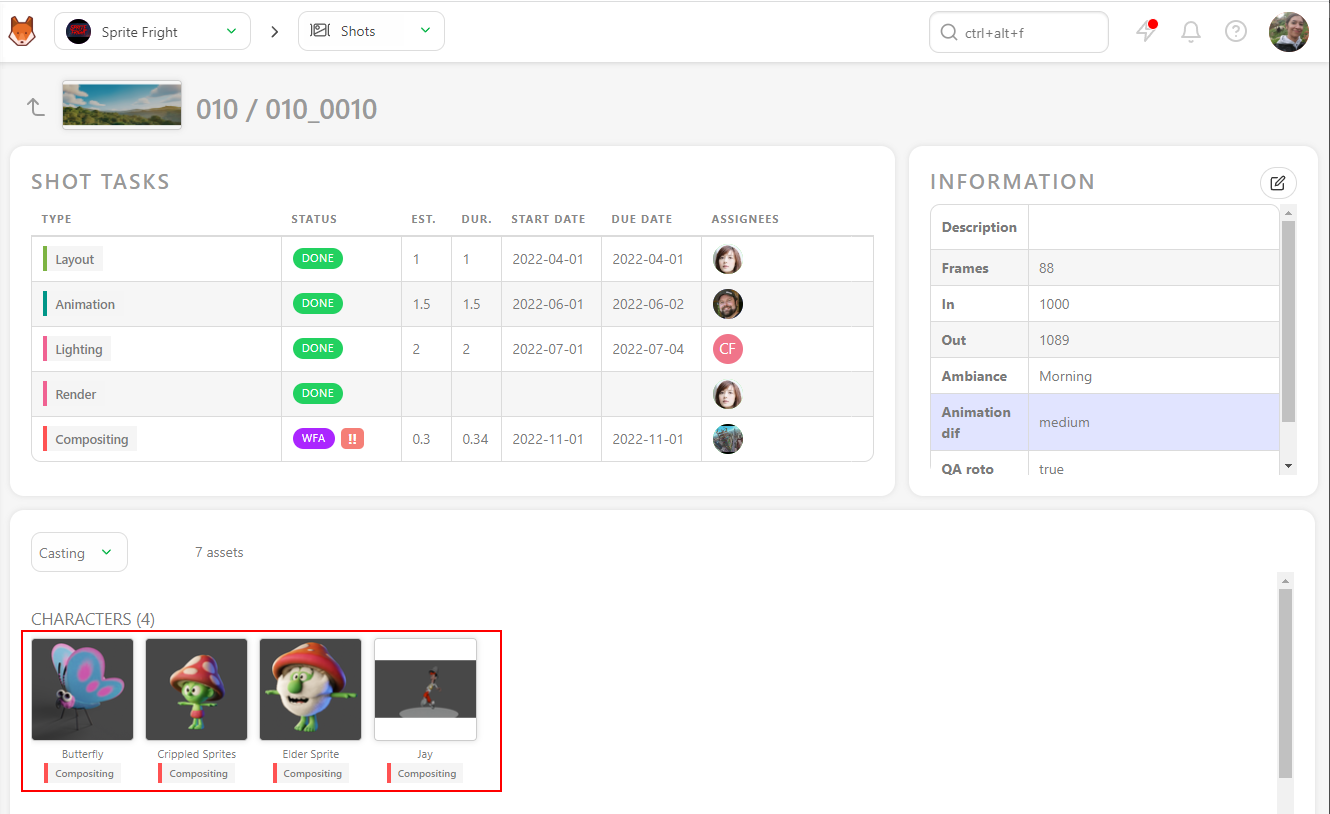 Sprite Fright
Shots
ctrl+alt+f
010 / 010_0010
SHOT TASKS
TYPE STATUS EST. DUR. START DATE DUE DATE ASSIGNEES
Layout DONE 1 1 2022-04-01 2022-04-01
Animation DONE 1.5 1.5 2022-06-01 2022-06-02
Lighting DONE 2 2 2022-07-01 2022-07-04 CF
Render DONE
Compositing WFA !! 0.3 0.34 2022-11-01 2022-11-01
INFORMATION
Description
Frames 88
In 1000
Out 1089
Ambiance Morning
Animation
dif medium
QA roto true
Casting 7 assets
CHARACTERS (4)
Butterfly Crippled Sprites Elder Sprite Jay
Compositing Compositing Compositing Compositing